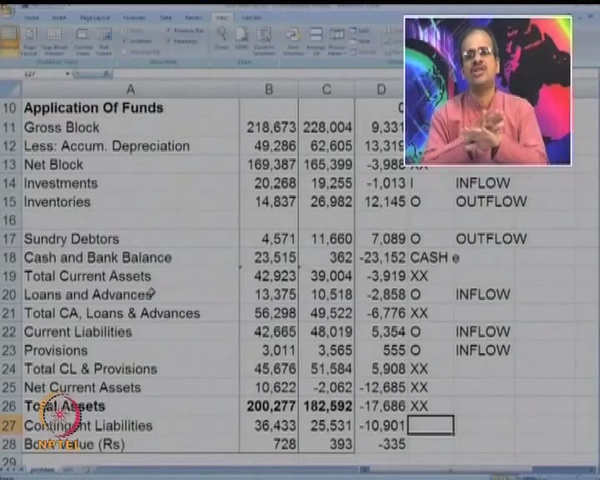 A B C D
10 Application Of Funds 0
11 Gross Block 218,673 228,004 9,331
12 Less: Accum. Depreciation 49,286 62,605 13,319
13 Net Block 169,387 165,399 -3,988 XX
14 Investments 20,268 19,255 -1,013 I INFLOW
15 Inventories 14,837 26,982 12,145 O OUTFLOW
16
17 Sundry Debtors 4,571 11,660 7,089 O OUTFLOW
18 Cash and Bank Balance 23,515 362 -23,152 CASH e
19 Total Current Assets 42,923 39,004 -3,919 XX
20 Loans and Advances 13,375 10,518 -2,858 O INFLOW
21 Total CA, Loans & Advances 56,298 49,522 -6,776 XX
22 Current Liabilities 42,665 48,019 5,354 O INFLOW
23 Provisions 3,011 3,565 555 O INFLOW
24 Total CL & Provisions 45,676 51,584 5,908 XX
25 Net Current Assets 10,622 -2,062 -12,685 XX
26 Total Assets 200,277 182,592 -17,686 XX
27 Contingent Liabilities 36,433 25,531 -10,901
28 Book Value (Rs) 728 393 -335
29
NPTEL